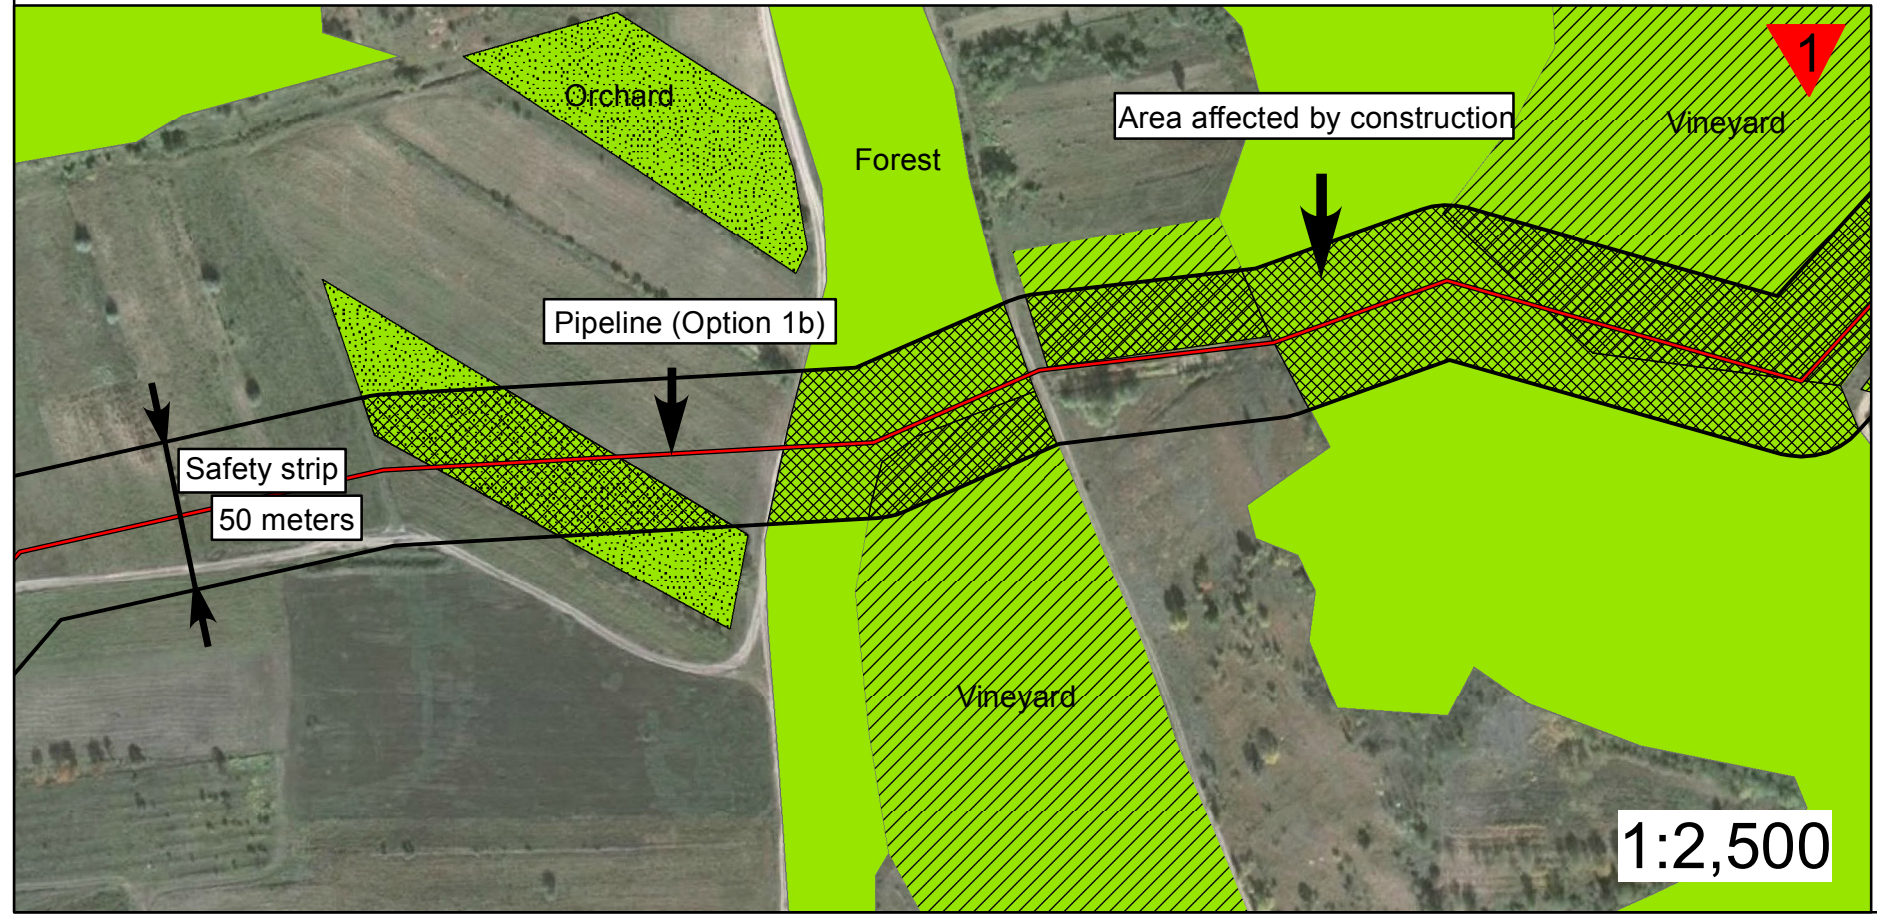 1
Orchard
Area affected by construction
Vineyard
Forest
Pipeline (Option 1b)
Safety strip
50 meters
Vineyard
1:2,500